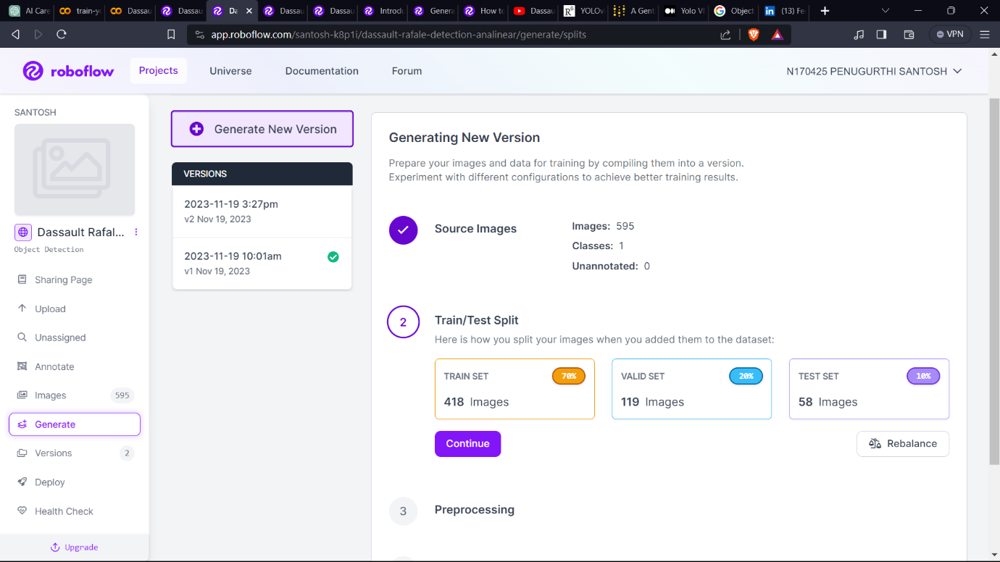 AI Care
train-y
Dassau
Dassau
Da
Dassau
Dassau
Introdu
Genera
How to
Dassau
YOLOv
A Gent
Yolo V
Object
(13) Fe
app.roboflow.com/santosh-k8p1i/dassault-rafale-detection-analinear/generate/splits
VPN
roboflow
Projects
Universe
Documentation
Forum
N170425 PENUGURTHI SANTOSH
SANTOSH
Dassault Rafal...
Object Detection
Sharing Page
Upload
Unassigned
Annotate
Images 595
Generate
Versions 2
Deploy
Health Check
Upgrade
Generate New Version
VERSIONS
2023-11-19 3:27pm
v2 Nov 19, 2023
2023-11-19 10:01am
v1 Nov 19, 2023
Generating New Version
Prepare your images and data for training by compiling them into a version.
Experiment with different configurations to achieve better training results.
Source Images
Images: 595
Classes: 1
Unannotated: 0
2
Train/Test Split
Here is how you split your images when you added them to the dataset:
TRAIN SET 70%
418 Images
VALID SET 20%
119 Images
TEST SET 10%
58 Images
Continue
Rebalance
3
Preprocessing